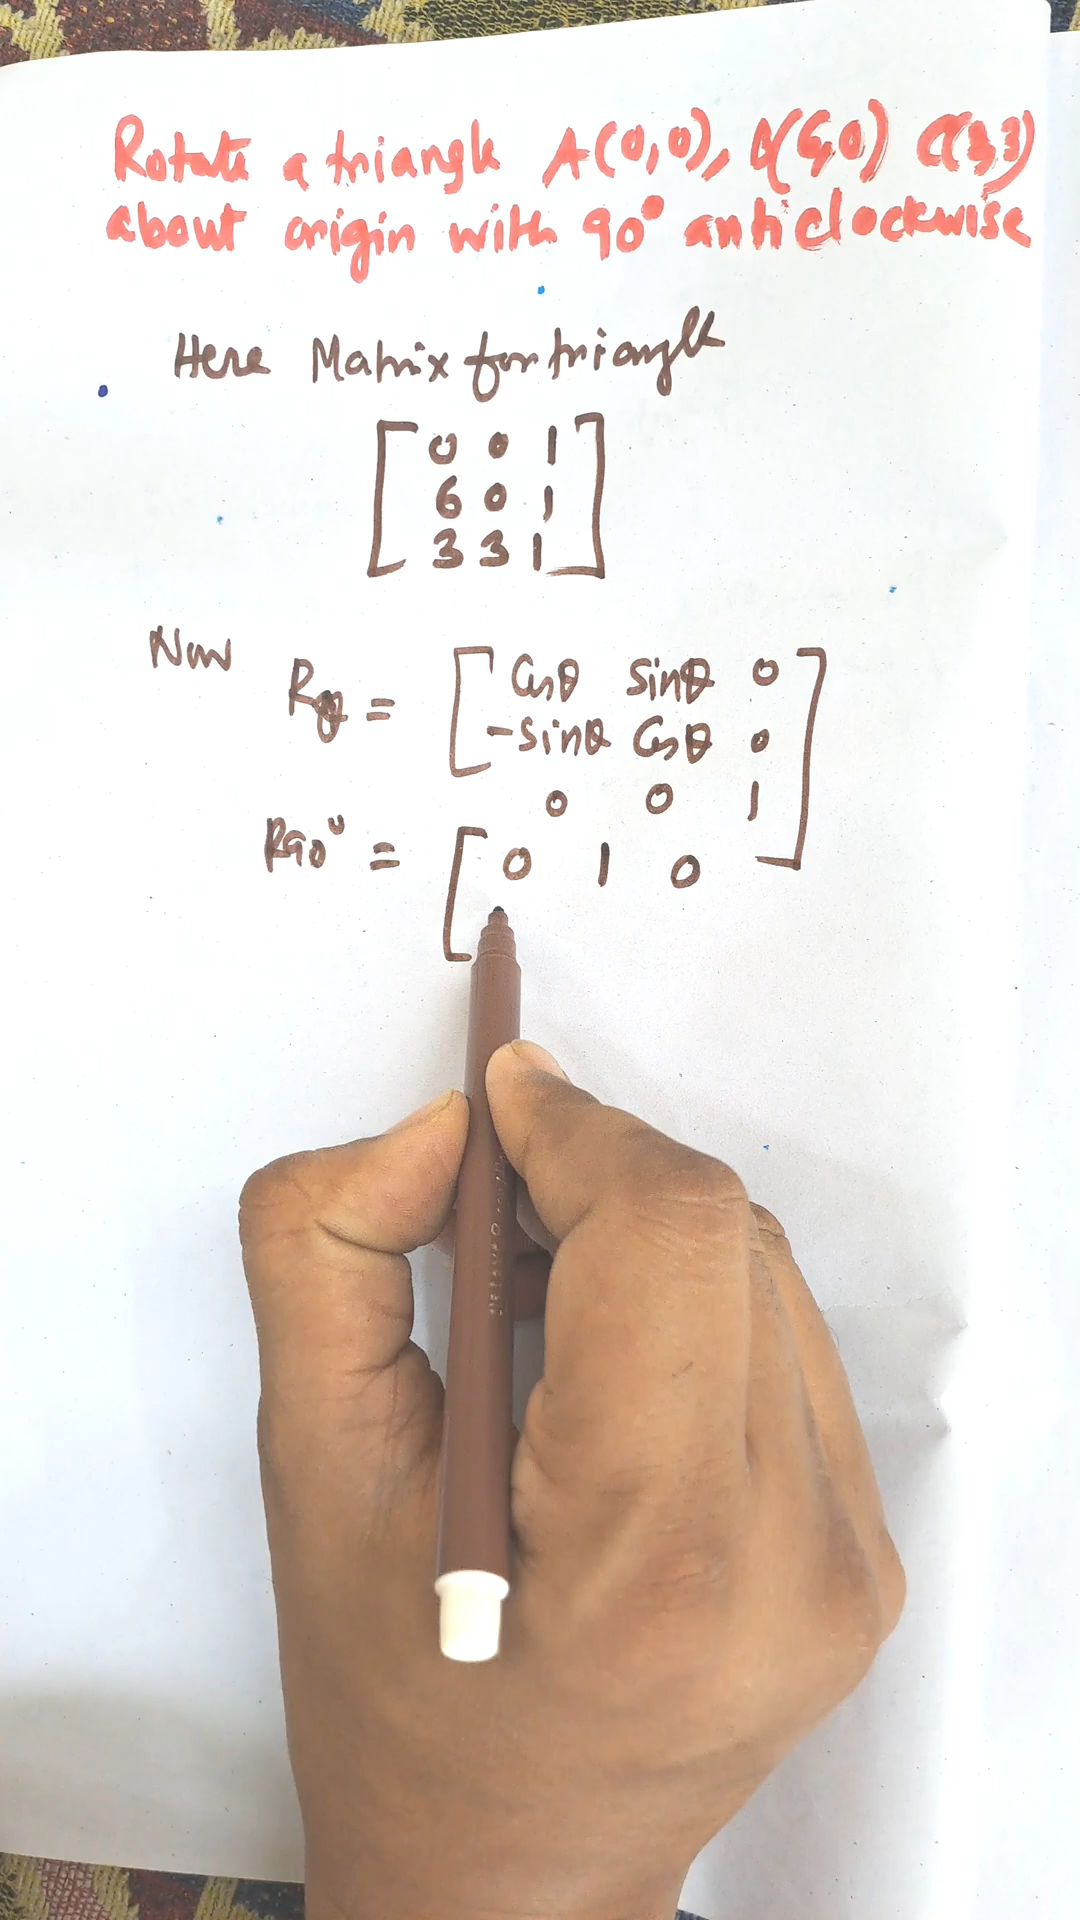 Rotate a triangle A(0,0), B(6,0) C(3,3)
about origin with 90° anticlockwise
Here Matrix for triangle
0 0 1
6 0 1
3 3 1
Now Rθ = [ Cosθ Sinθ 0
-Sinθ Cosθ 0
0 0 1 ]
R90° = [ 0 1 0